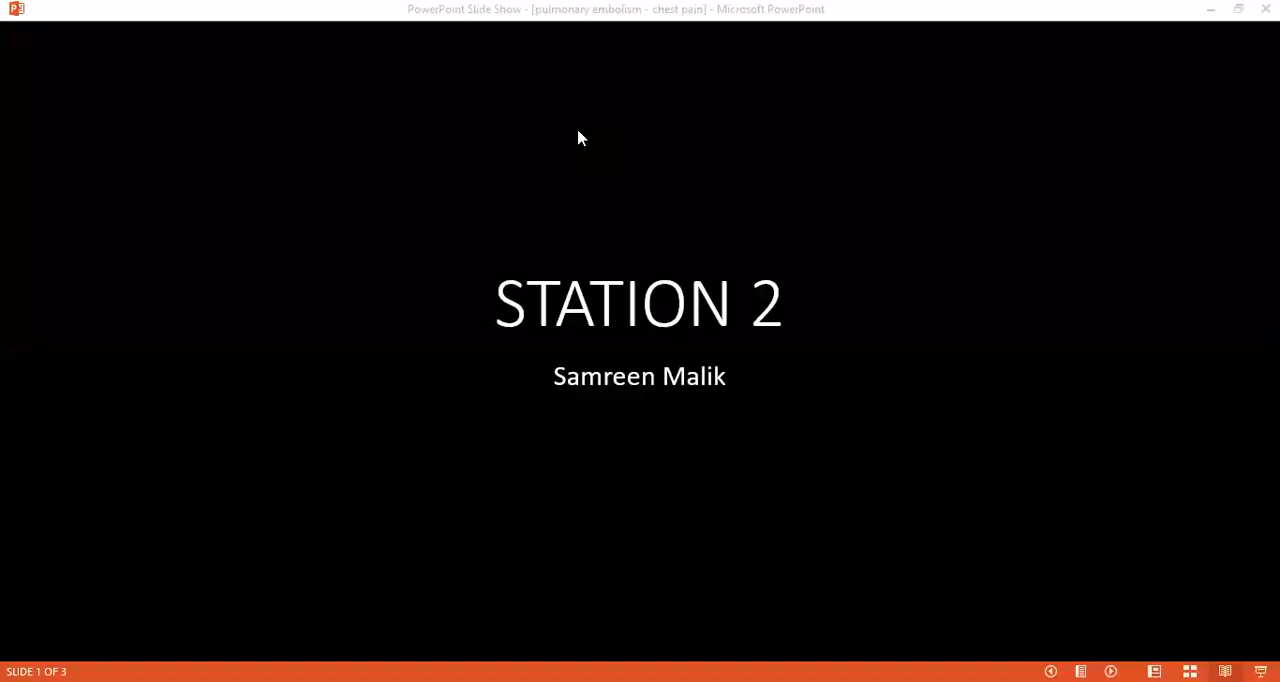 PowerPoint Slide Show - [pulmonary embolism - chest pain] - Microsoft PowerPoint
STATION 2
Samreen Malik
SLIDE 1 OF 3